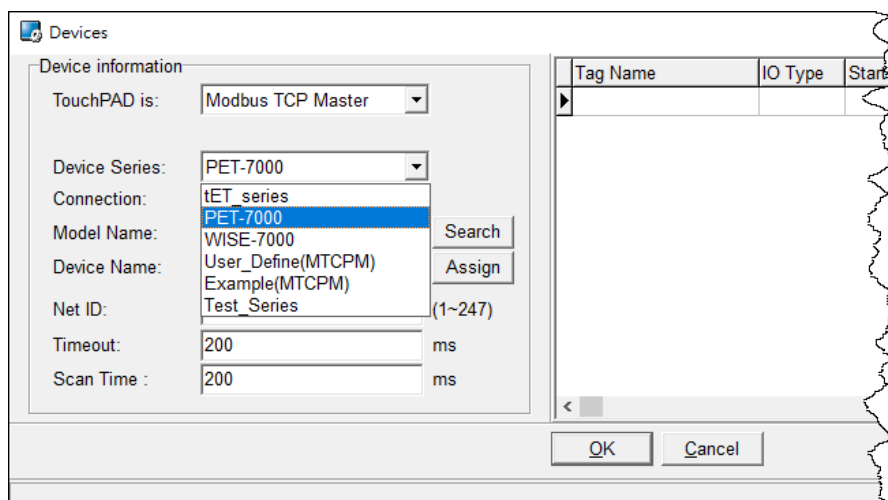 Devices
Device information
TouchPAD is: Modbus TCP Master
Device Series: PET-7000
Connection:
tET_series
PET-7000
Model Name:
WISE-7000
Search
Device Name:
User_Define(MTCPM)
Assign
Example(MTCPM)
Net ID:
Test_Series
(1~247)
Timeout: 200 ms
Scan Time : 200 ms
Tag Name IO Type
OK Cancel